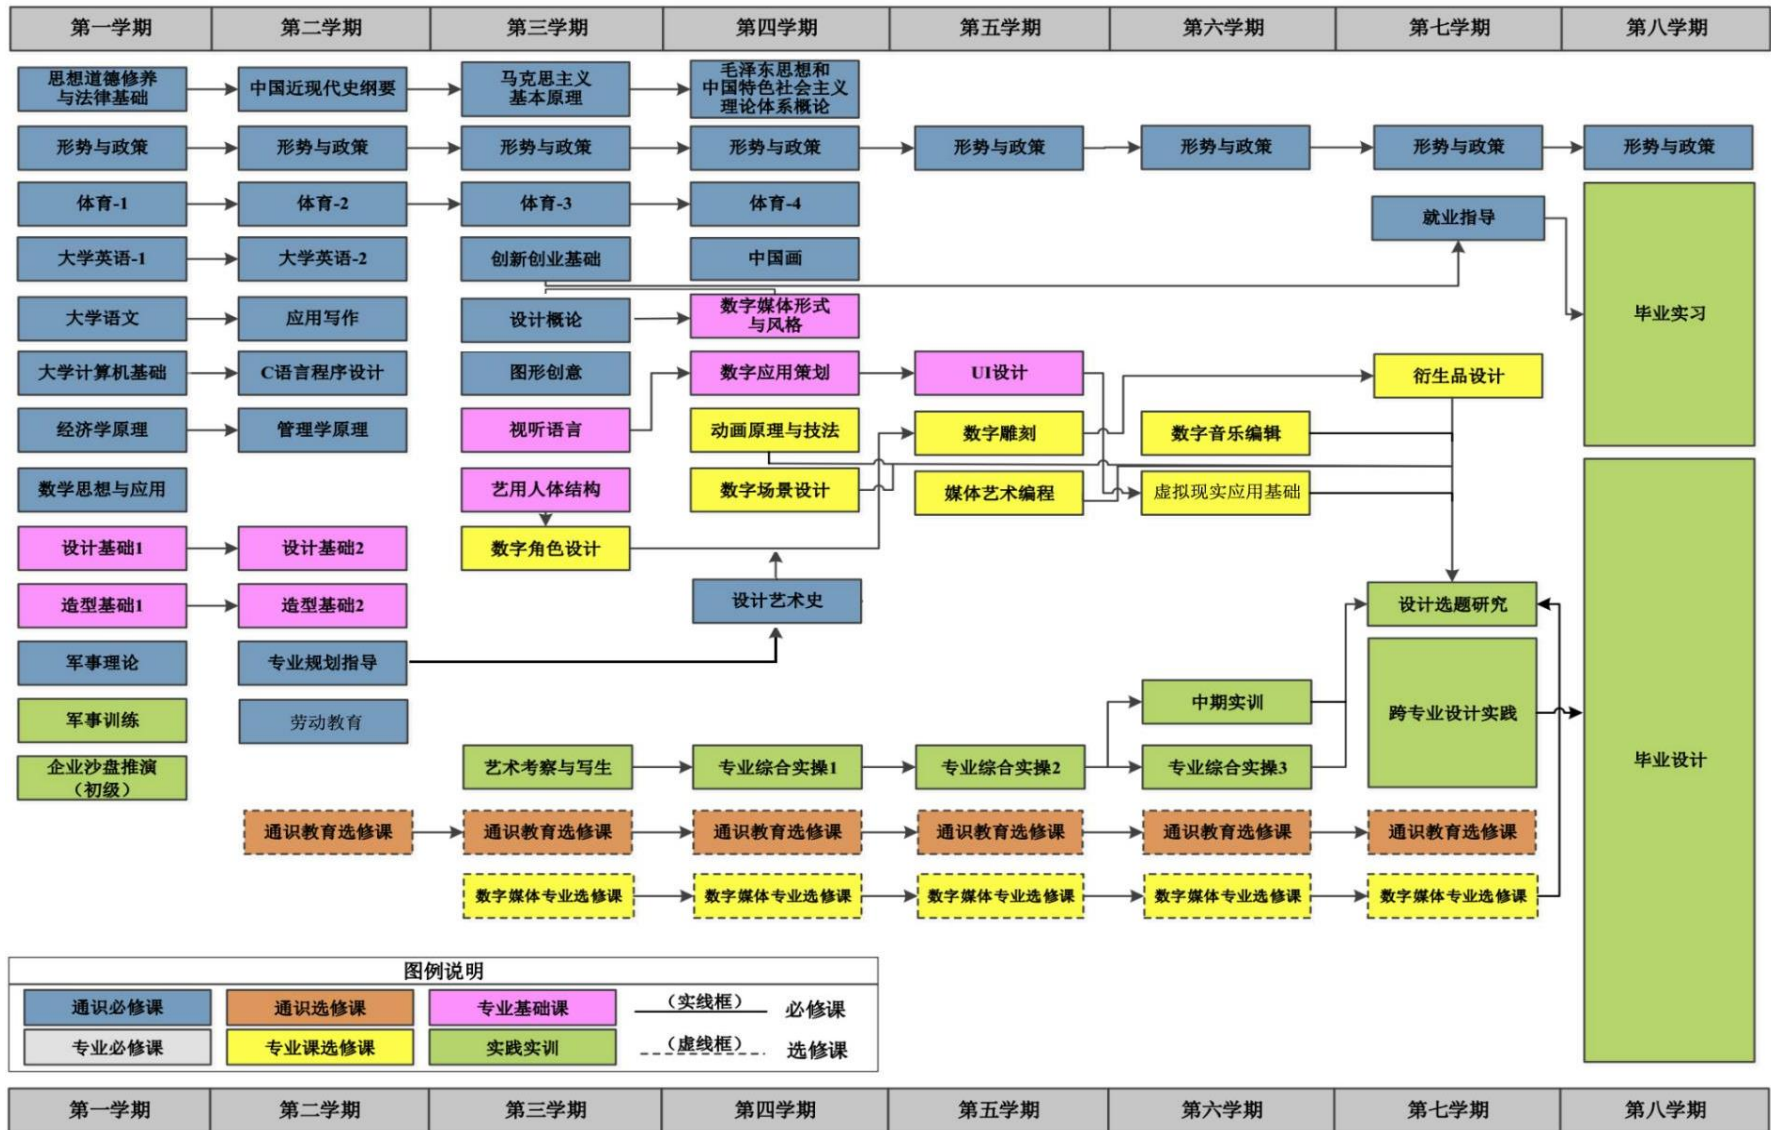 第一学期 第二学期 第三学期 第四学期 第五学期 第六学期 第七学期 第八学期
思想道德修养
与法律基础
中国近现代史纲要
马克思主义
基本原理
毛泽东思想和
中国特色社会主义
理论体系概论
形势与政策 形势与政策 形势与政策 形势与政策 形势与政策 形势与政策 形势与政策 形势与政策
体育-1 体育-2 体育-3 体育-4 就业指导
大学英语-1 大学英语-2 创新创业基础 中国画
大学语文 应用写作 设计概论
数字媒体形式
与风格
毕业实习
大学计算机基础 C语言程序设计 图形创意 数字应用策划 UI设计 衍生品设计
经济学原理 管理学原理 视听语言 动画原理与技法 数字雕刻 数字音乐编辑
数学思想与应用 艺用人体结构 数字场景设计 媒体艺术编程 虚拟现实应用基础
设计基础1 设计基础2 数字角色设计
造型基础1 造型基础2 设计艺术史 设计选题研究
军事理论 专业规划指导
军事训练 劳动教育 中期实训 跨专业设计实践
企业沙盘推演
（初级）
艺术考察与写生 专业综合实操1 专业综合实操2 专业综合实操3 毕业设计
通识教育选修课 通识教育选修课 通识教育选修课 通识教育选修课 通识教育选修课 通识教育选修课
数字媒体专业选修课 数字媒体专业选修课 数字媒体专业选修课 数字媒体专业选修课 数字媒体专业选修课
图例说明
通识必修课 通识选修课 专业基础课 （实线框） 必修课
专业必修课 专业课选修课 实践实训 （虚线框） 选修课
第一学期 第二学期 第三学期 第四学期 第五学期 第六学期 第七学期 第八学期